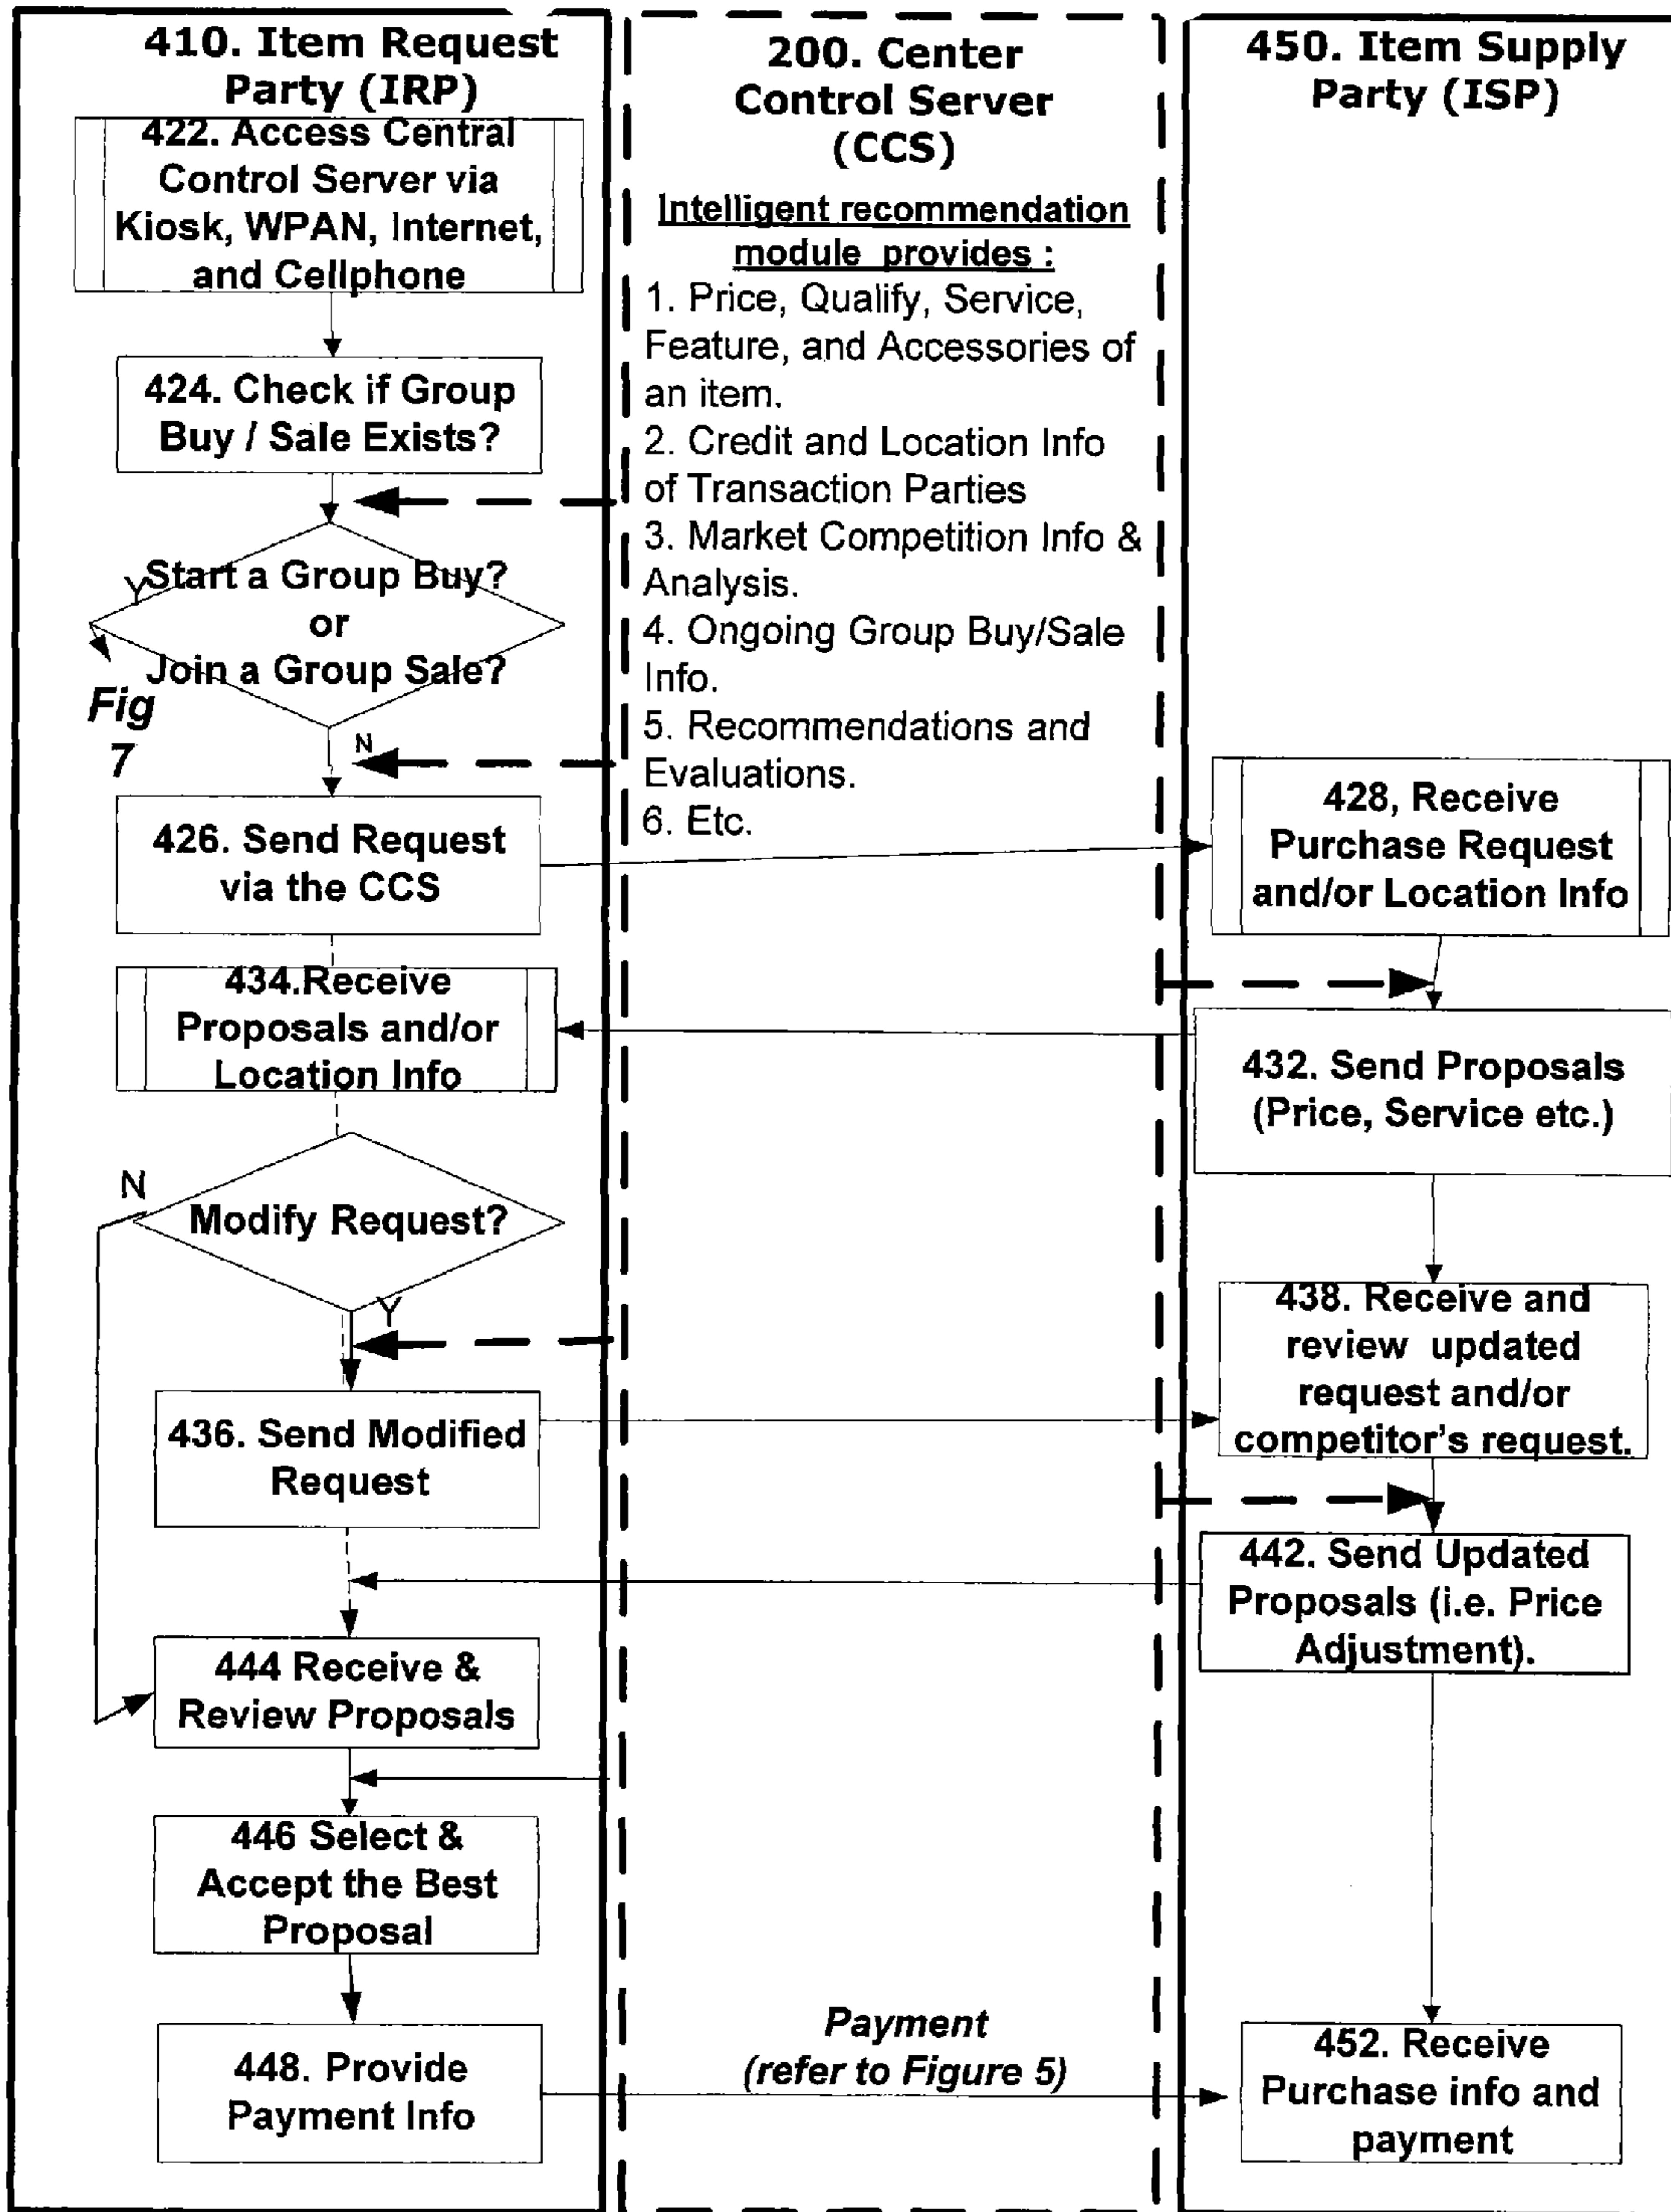 410. Item Request
Party (IRP)
422. Access Central
Control Server via
Kiosk, WPAN, Internet,
and Cellphone
424. Check if Group
Buy / Sale Exists?
Y
Start a Group Buy?
or
Join a Group Sale?
Fig
7
N
426. Send Request
via the CCS
434.Receive
Proposals and/or
Location Info
N
Modify Request?
Y
436. Send Modified
Request
444 Receive &
Review Proposals
446 Select &
Accept the Best
Proposal
448. Provide
Payment Info
200. Center
Control Server
(CCS)
Intelligent recommendation
module provides :
1. Price, Qualify, Service,
Feature, and Accessories of
an item.
2. Credit and Location Info
of Transaction Parties
3. Market Competition Info &
Analysis.
4. Ongoing Group Buy/Sale
Info.
5. Recommendations and
Evaluations.
6. Etc.
Payment
(refer to Figure 5)
450. Item Supply
Party (ISP)
428, Receive
Purchase Request
and/or Location Info
432. Send Proposals
(Price, Service etc.)
438. Receive and
review updated
request and/or
competitor's request.
442. Send Updated
Proposals (i.e. Price
Adjustment).
452. Receive
Purchase info and
payment